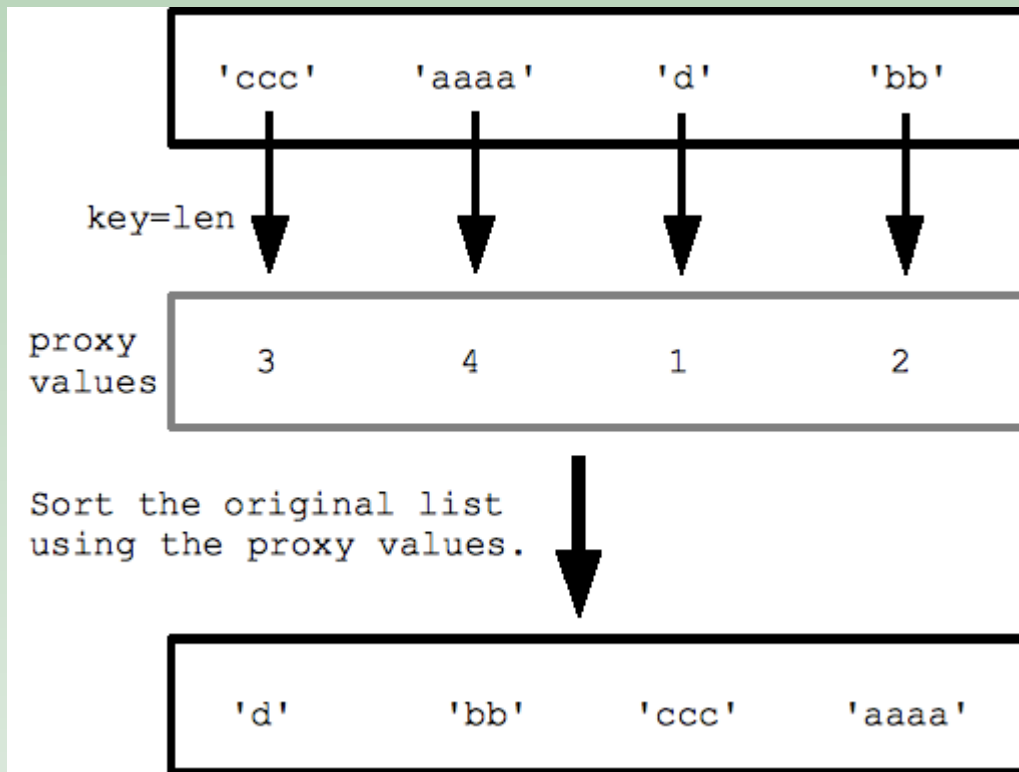 'ccc' 'aaaa' 'd' 'bb'
key=len
proxy
values
3 4 1 2
Sort the original list
using the proxy values.
'd' 'bb' 'ccc' 'aaaa'